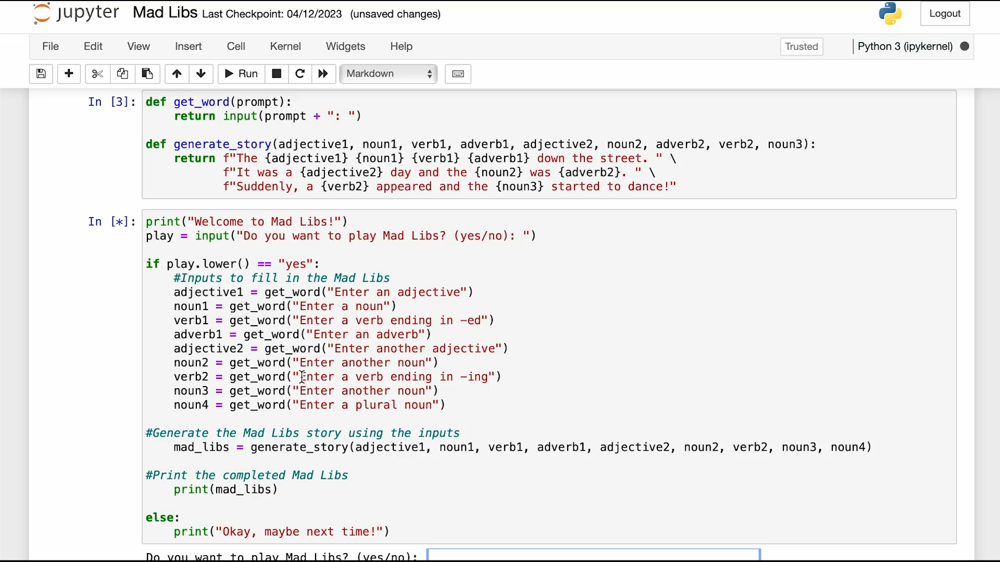 jupyter Mad Libs Last Checkpoint: 04/12/2023 (unsaved changes) Logout
File Edit View Insert Cell Kernel Widgets Help Trusted Python 3 (ipykernel)
Run Markdown
In [3]: def get_word(prompt):
    return input(prompt + ": ")
def generate_story(adjective1, noun1, verb1, adverb1, adjective2, noun2, adverb2, verb2, noun3):
    return f"The {adjective1} {noun1} {verb1} {adverb1} down the street. " \
           f"It was a {adjective2} day and the {noun2} was {adverb2}. " \
           f"Suddenly, a {verb2} appeared and the {noun3} started to dance!"
In [*]: print("Welcome to Mad Libs!")
play = input("Do you want to play Mad Libs? (yes/no): ")
if play.lower() == "yes":
    #Inputs to fill in the Mad Libs
    adjective1 = get_word("Enter an adjective")
    noun1 = get_word("Enter a noun")
    verb1 = get_word("Enter a verb ending in -ed")
    adverb1 = get_word("Enter an adverb")
    adjective2 = get_word("Enter another adjective")
    noun2 = get_word("Enter another noun")
    verb2 = get_word("Enter a verb ending in -ing")
    noun3 = get_word("Enter another noun")
    noun4 = get_word("Enter a plural noun")
#Generate the Mad Libs story using the inputs
    mad_libs = generate_story(adjective1, noun1, verb1, adverb1, adjective2, noun2, verb2, noun3, noun4)
#Print the completed Mad Libs
    print(mad_libs)
else:
    print("Okay, maybe next time!")
Do you want to play Mad Libs? (yes/no):